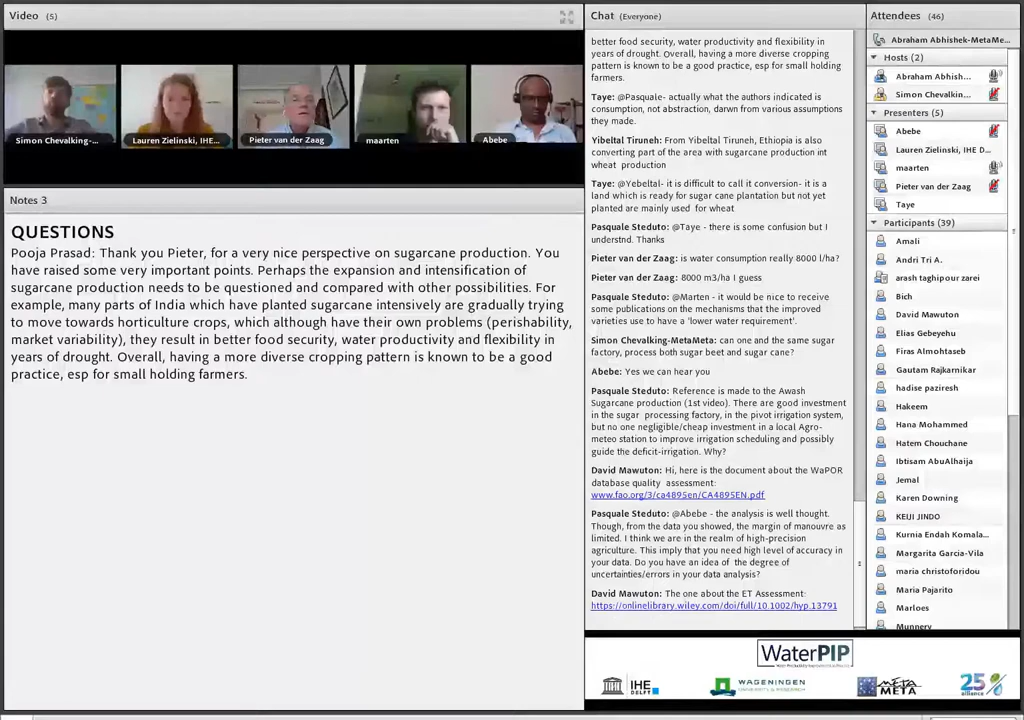 Video (5)
Simon Chevalking-...
Lauren Zielinski, IHE...
Pieter van der Zaag
maarten
Abebe
Notes 3
QUESTIONS
Pooja Prasad: Thank you Pieter, for a very nice perspective on sugarcane production. You
have raised some very important points. Perhaps the expansion and intensification of
sugarcane production needs to be questioned and compared with other possibilities. For
example, many parts of India which have planted sugarcane intensively are gradually trying
to move towards horticulture crops, which although have their own problems (perishability,
market variability), they result in better food security, water productivity and flexibility in
years of drought. Overall, having a more diverse cropping pattern is known to be a good
practice, esp for small holding farmers.
Chat (Everyone)
better food security, water productivity and flexibility in
years of drought. Overall, having a more diverse cropping
pattern is known to be a good practice, esp for small holding
farmers.
Taye: @Pasquale- actually what the authors indicated is
consumption, not abstraction, darwn from various assumptions
they made.
Yibeltal Tiruneh: From Yibeltal Tiruneh, Ethiopia is also
converting part of the area with sugarcane production int
wheat production
Taye: @Yebeltal- it is difficult to call it conversion- it is a
land which is ready for sugar cane plantation but not yet
planted are mainly used for wheat
Pasquale Steduto: @Taye - there is some confusion but I
understnd. Thanks
Pieter van der Zaag: is water consumption really 8000 l/ha?
Pieter van der Zaag: 8000 m3/ha I guess
Pasquale Steduto: @Marten - it would be nice to receive
some publications on the mechanisms that the improved
varieties use to have a 'lower water requirement'.
Simon Chevalking-MetaMeta: can one and the same sugar
factory, process both sugar beet and sugar cane?
Abebe: Yes we can hear you
Pasquale Steduto: Reference is made to the Awash
Sugarcane production (1st video). There are good investment
in the sugar processing factory, in the pivot irrigation system,
but no one negligible/cheap investment in a local Agro-
meteo station to improve irrigation scheduling and possibly
guide the deficit-irrigation. Why?
David Mawuton: Hi, here is the document about the WaPOR
database quality assessment:
www.fao.org/3/ca4895en/CA4895EN.pdf
Pasquale Steduto: @Abebe - the analysis is well thought.
Though, from the data you showed, the margin of manouvre as
limited. I think we are in the realm of high-precision
agriculture. This imply that you need high level of accuracy in
your data. Do you have an idea of the degree of
uncertainties/errors in your data analysis?
David Mawuton: The one about the ET Assessment:
https://onlinelibrary.wiley.com/doi/full/10.1002/hyp.13791
Attendees (46)
Abraham Abhishek-MetaMe...
Hosts (2)
Abraham Abhish...
Simon Chevalkin...
Presenters (5)
Abebe
Lauren Zielinski, IHE D...
maarten
Pieter van der Zaag
Taye
Participants (39)
Amali
Andri Tri A.
arash taghipour zarei
Bich
David Mawuton
Elias Gebeyehu
Firas Almohtaseb
Gautam Rajkarnikar
hadise paziresh
Hakeem
Hana Mohammed
Hatem Chouchane
Ibtisam AbuAlhaija
Jemal
Karen Downing
KEIJI JINDO
Kurnia Endah Komala...
Margarita Garcia-Vila
maria christoforidou
Maria Pajarito
Marloes
Munnery
WaterPIP
IHE
DELFT
WAGENINGEN
META
META
25
alliance